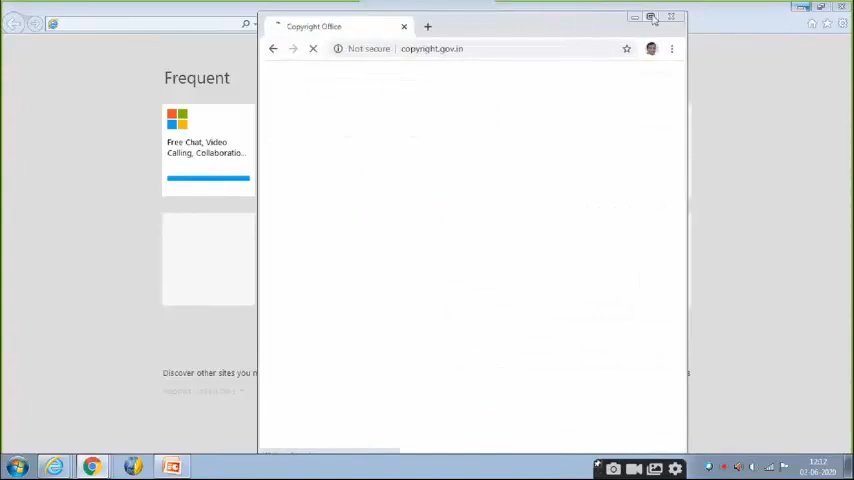 Copyright Office
Not secure
copyright.gov.in
Frequent
Free Chat, Video
Calling, Collaboratio...
Discover other sites you m
s
12:12
02-06-2020